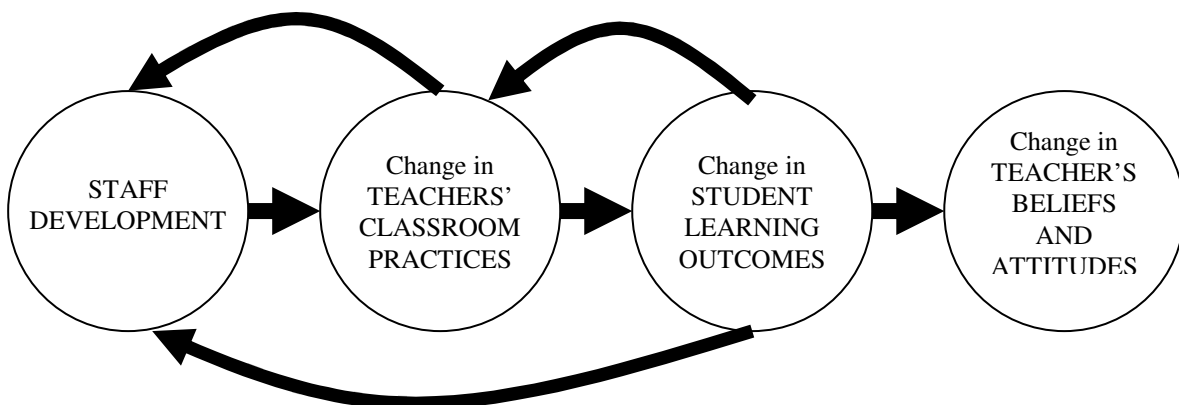 STAFF
DEVELOPMENT
Change in
TEACHERS’
CLASSROOM
PRACTICES
Change in
STUDENT
LEARNING
OUTCOMES
Change in
TEACHER’S
BELIEFS
AND
ATTITUDES